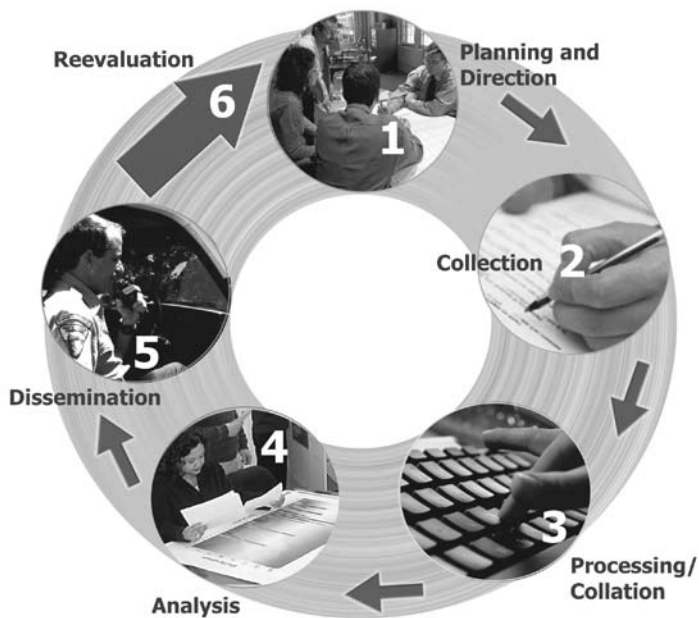 Planning and
Direction
1
Collection
2
3
Processing/
Collation
4
Analysis
5
Dissemination
Reevaluation
6